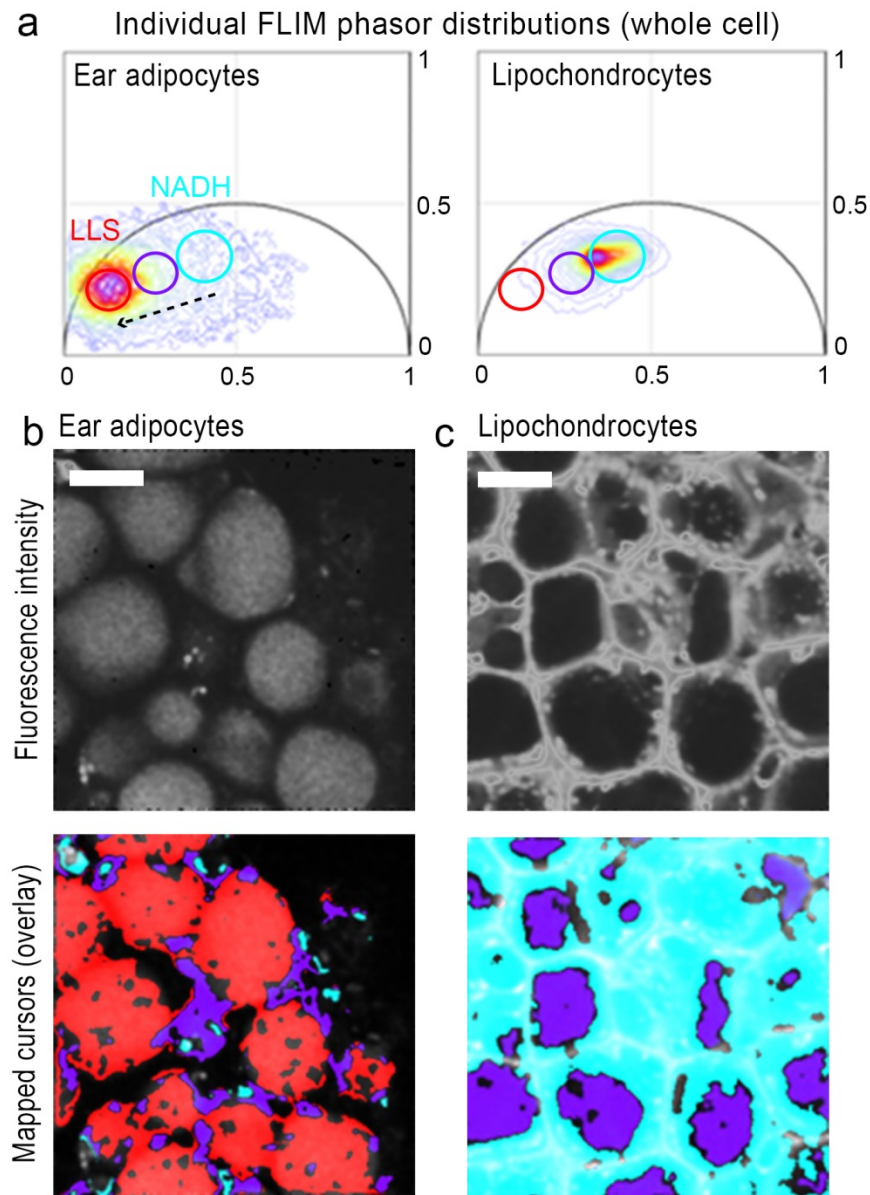 a Individual FLIM phasor distributions (whole cell)
Ear adipocytes
Lipochondrocytes
NADH
LLS
1
0.5
0
0 0.5 1
1
0.5
0
0 0.5 1
b Ear adipocytes
c Lipochondrocytes
Fluorescence intensity
Mapped cursors (overlay)